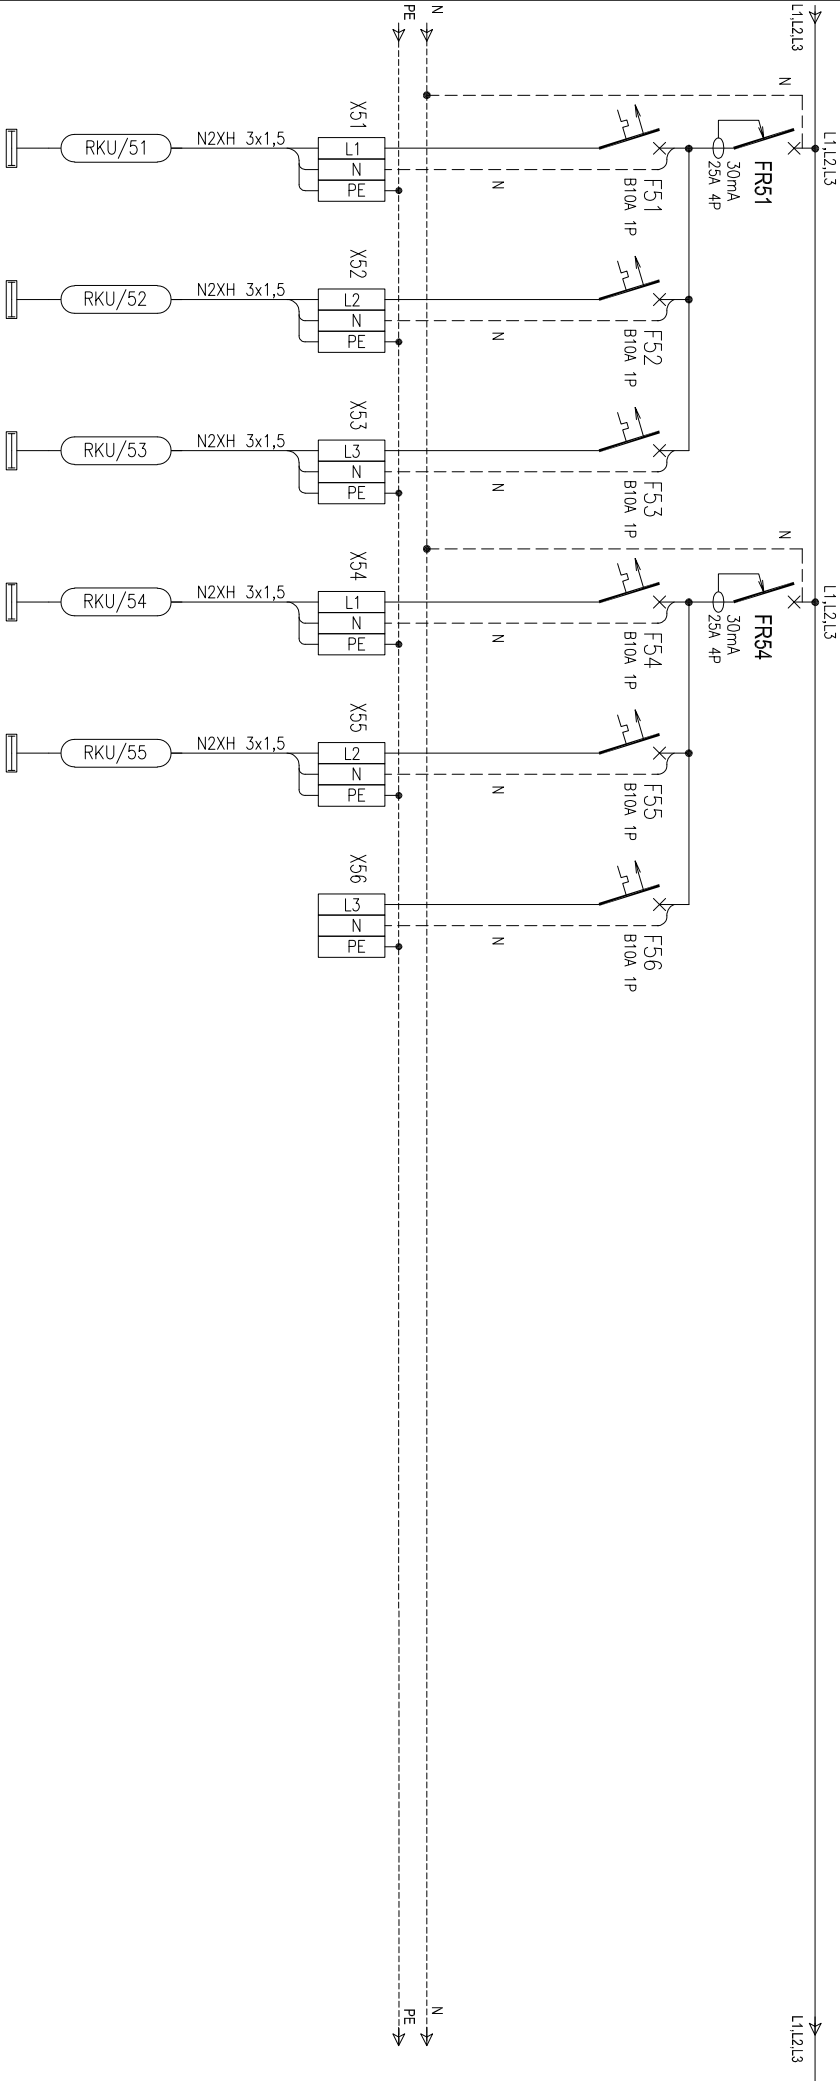 L1,L2,L3
PE
N
N
L1,L2,L3
FR51
30mA
25A 4P
F51
B10A 1P
N
X51
L1
N
PE
N2XH 3x1,5
RKU/51
F52
B10A 1P
N
X52
L2
N
PE
N2XH 3x1,5
RKU/52
F53
B10A 1P
N
X53
L3
N
PE
N2XH 3x1,5
RKU/53
N
L1,L2,L3
FR54
30mA
25A 4P
F54
B10A 1P
N
X54
L1
N
PE
N2XH 3x1,5
RKU/54
F55
B10A 1P
N
X55
L2
N
PE
N2XH 3x1,5
RKU/55
F56
B10A 1P
N
X56
L3
N
PE
PE
N
L1,L2,L3